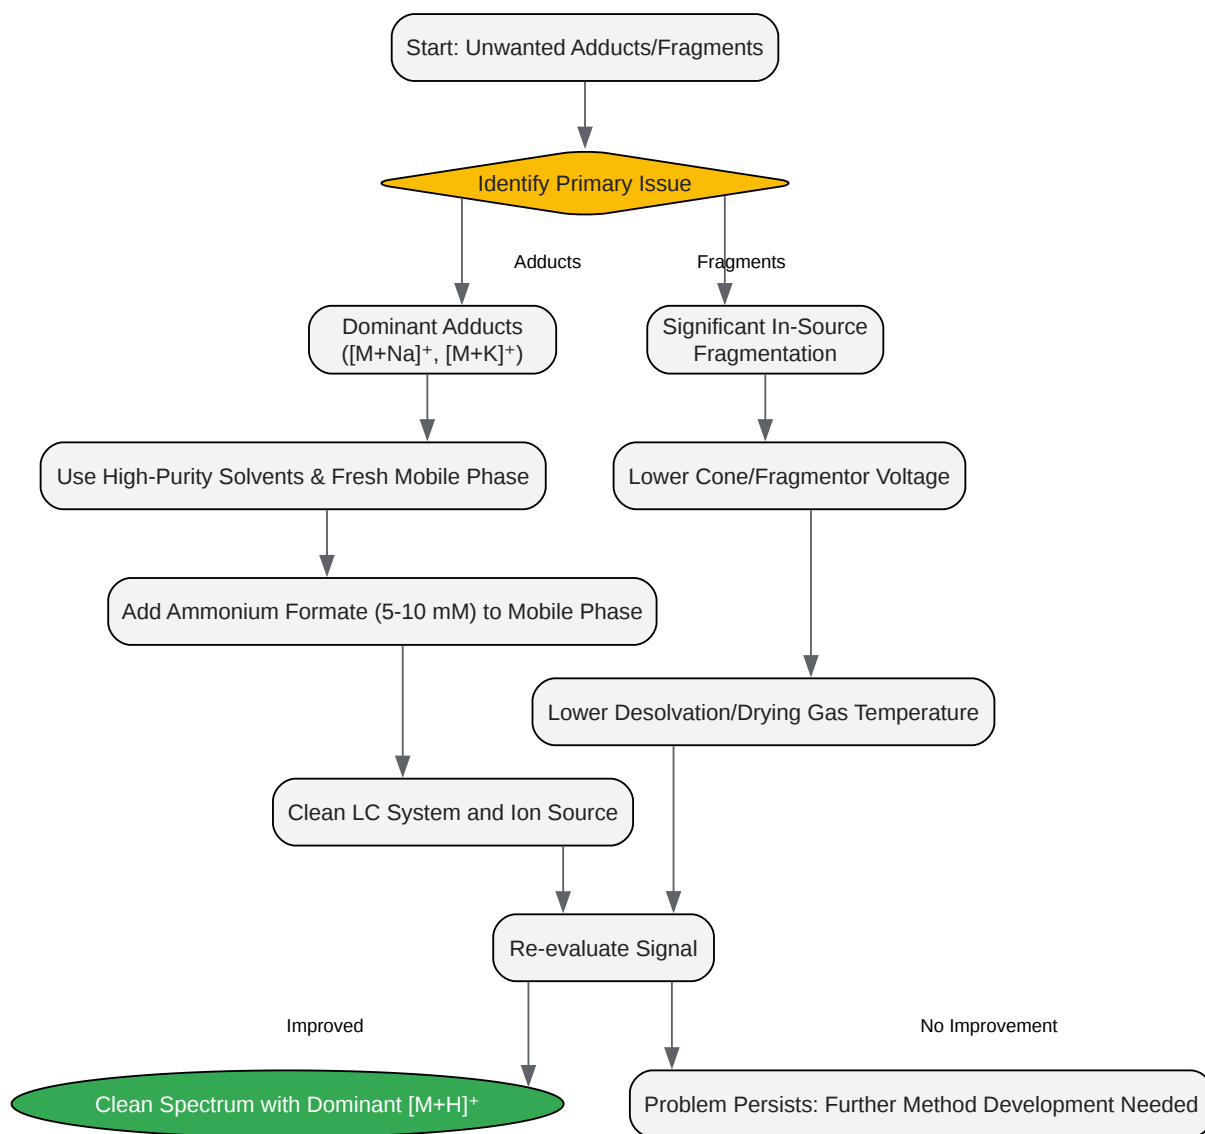 Start: Unwanted Adducts/Fragments
Identify Primary Issue
Adducts
Fragments
Dominant Adducts
([M+Na]⁺, [M+K]⁺)
Significant In-Source
Fragmentation
Use High-Purity Solvents & Fresh Mobile Phase
Lower Cone/Fragmentor Voltage
Add Ammonium Formate (5-10 mM) to Mobile Phase
Lower Desolvation/Drying Gas Temperature
Clean LC System and Ion Source
Re-evaluate Signal
Improved
No Improvement
Clean Spectrum with Dominant [M+H]⁺
Problem Persists: Further Method Development Needed